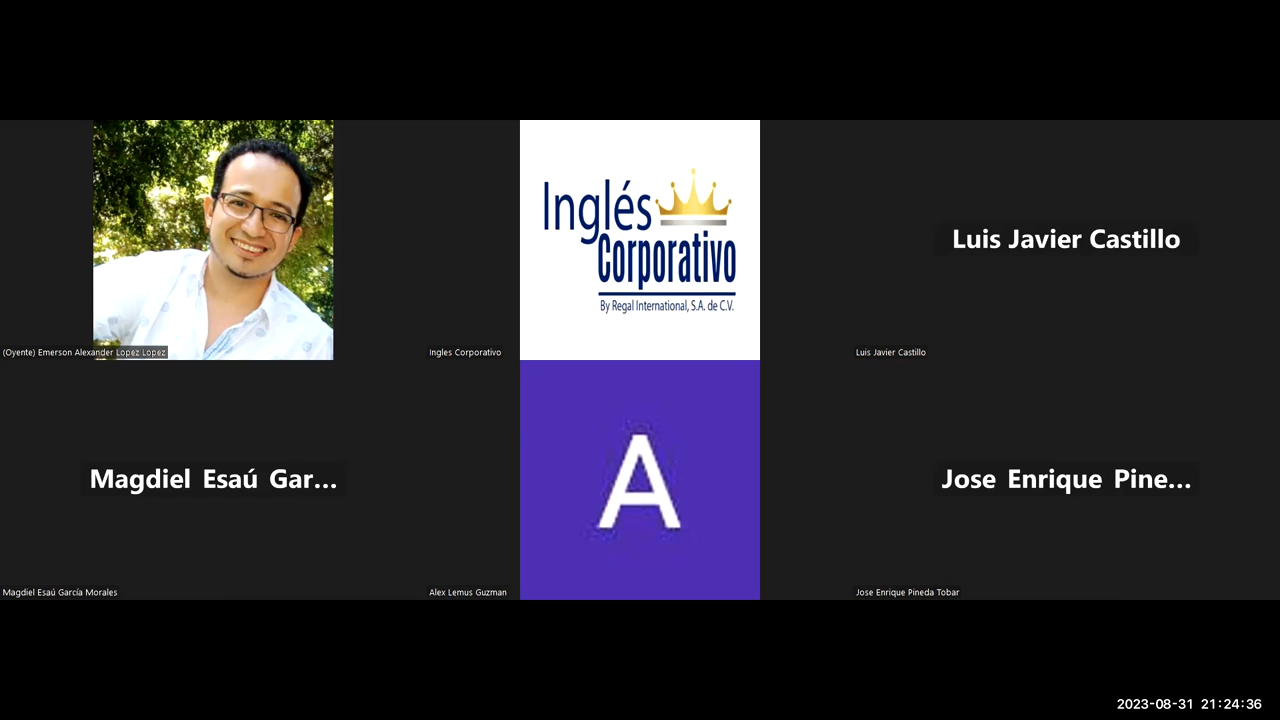 Inglés
Corporativo
By Regal International, S.A. de C.V.
Luis Javier Castillo
(Oyente) Emerson Alexander Lopez Lopez
Ingles Corporativo
Luis Javier Castillo
Magdiel Esaú Gar...
A
Jose Enrique Pine...
Magdiel Esaú García Morales
Alex Lemus Guzman
Jose Enrique Pineda Tobar
2023-08-31 21:24:36